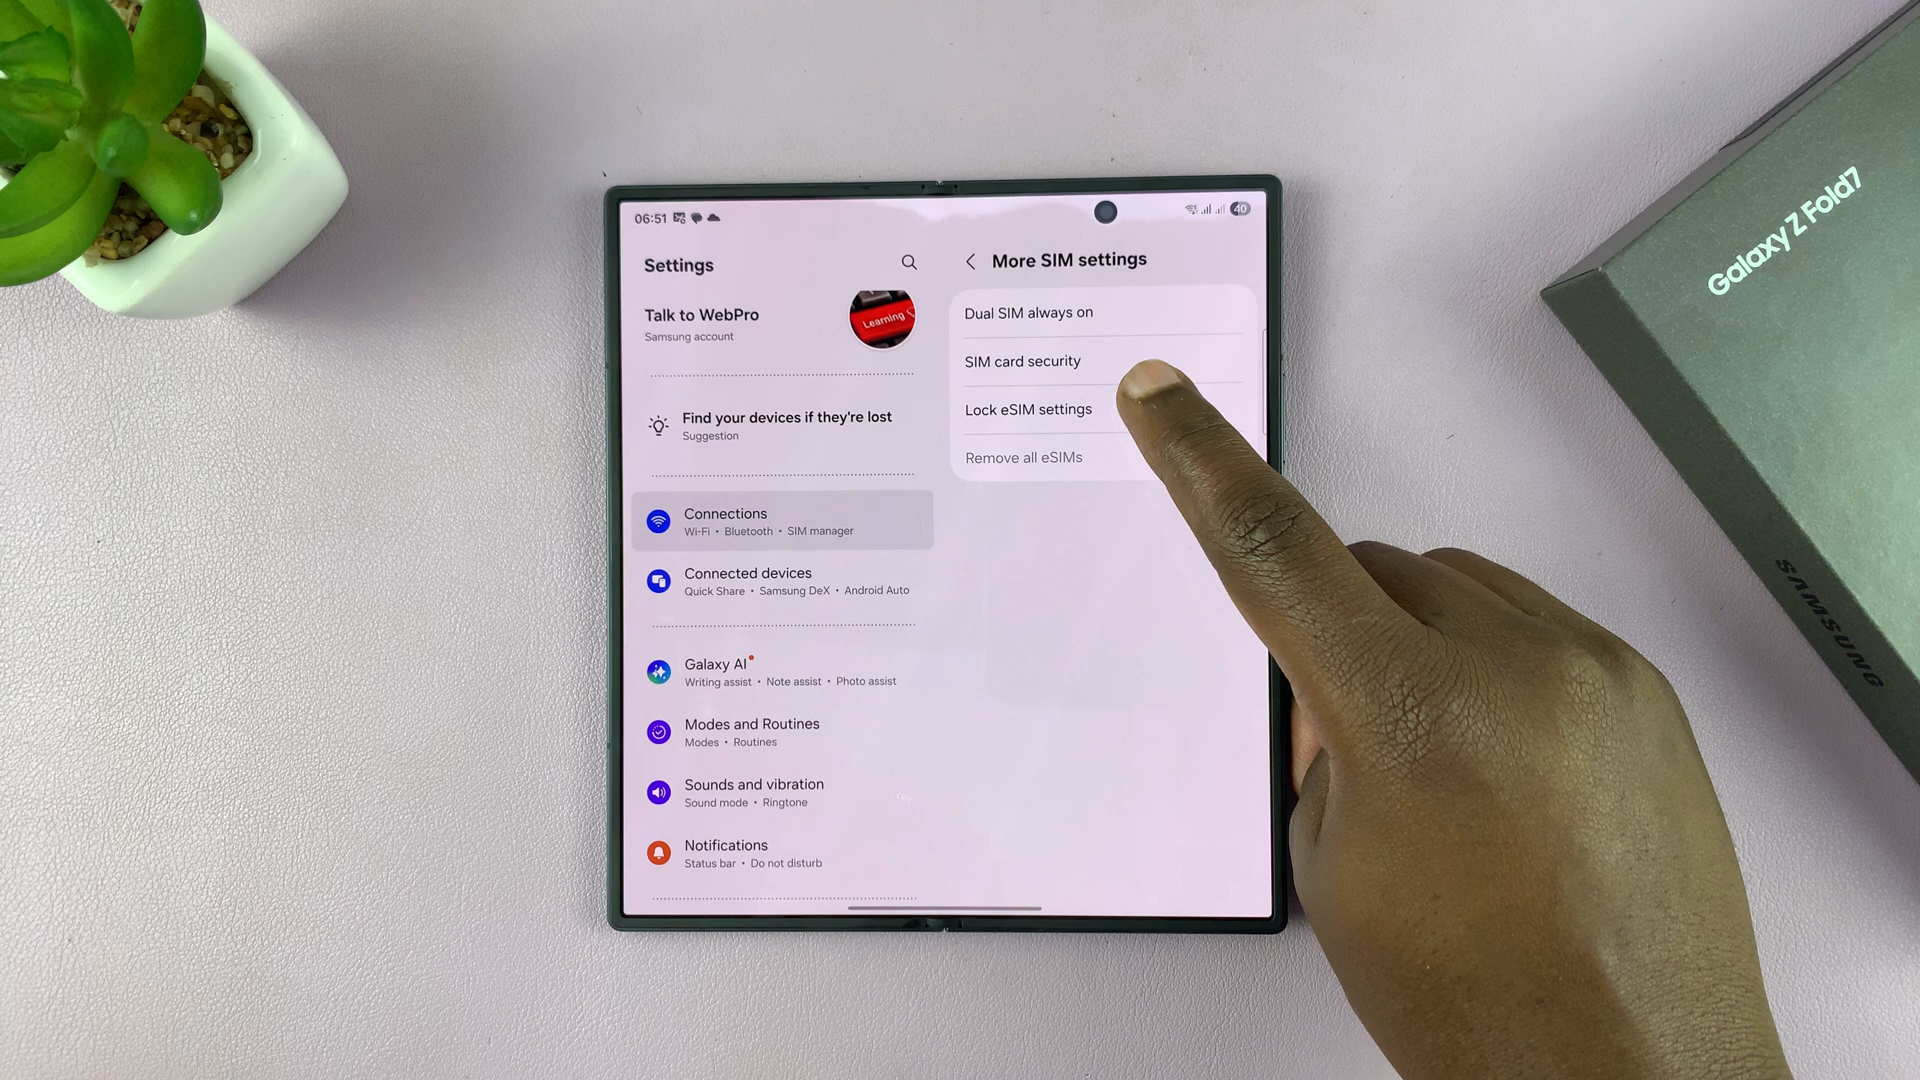 06:51
40
Settings
Talk to WebPro
Samsung account
Learning
Find your devices if they're lost
Suggestion
Connections
Wi-Fi • Bluetooth • SIM manager
Connected devices
Quick Share • Samsung DeX • Android Auto
Galaxy AI
Writing assist • Note assist • Photo assist
Modes and Routines
Modes • Routines
Sounds and vibration
Sound mode • Ringtone
Notifications
Status bar • Do not disturb
More SIM settings
Dual SIM always on
SIM card security
Lock eSIM settings
Remove all eSIMs
Galaxy Z Fold7
SAMSUNG